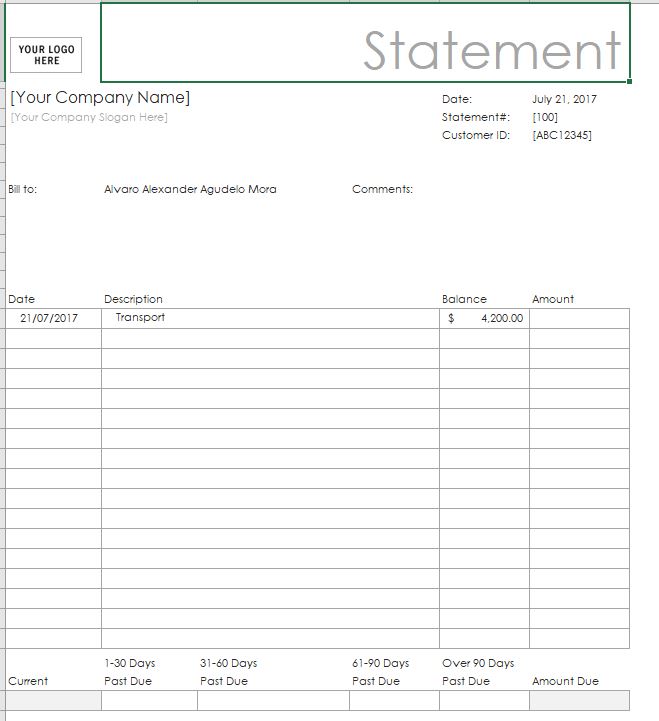 YOUR LOGO
HERE
Statement
[Your Company Name]
[Your Company Slogan Here]
Date: July 21, 2017
Statement#: [100]
Customer ID: [ABC12345]
Bill to: Alvaro Alexander Agudelo Mora Comments:
Date Description Balance Amount
21/07/2017 Transport $ 4,200.00
1-30 Days 31-60 Days 61-90 Days Over 90 Days
Current Past Due Past Due Past Due Past Due Amount Due